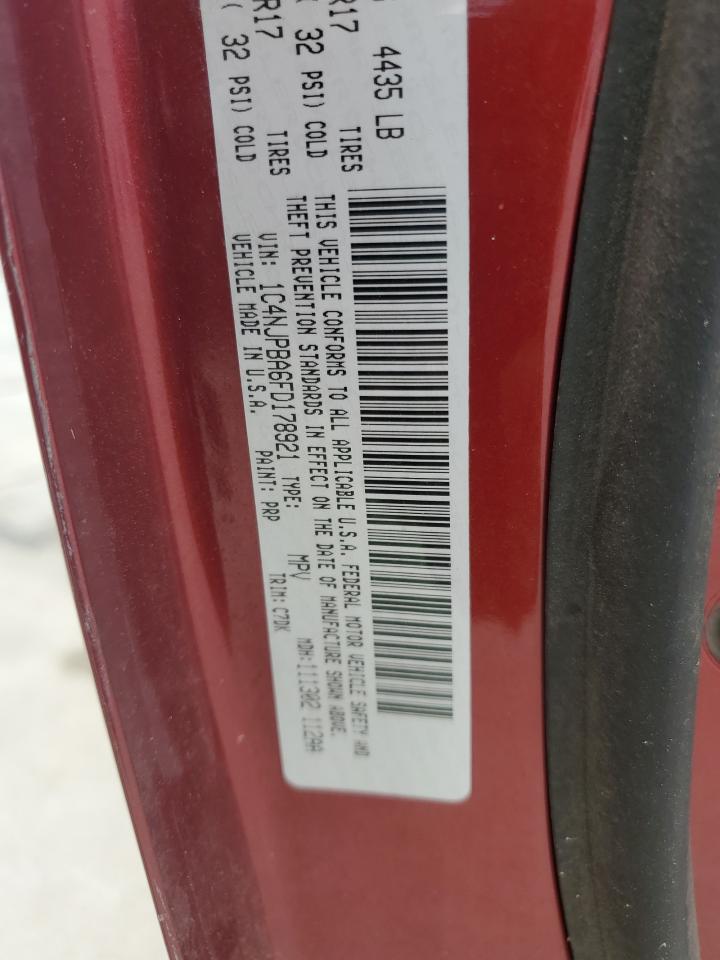 4435 LB
R17 TIRES
( 32 PSI) COLD
R17 TIRES
( 32 PSI) COLD
THIS VEHICLE CONFORMS TO ALL APPLICABLE U.S.A. FEDERAL MOTOR VEHICLE SAFETY AND
THEFT PREVENTION STANDARDS IN EFFECT ON THE DATE OF MANUFACTURE SHOWN ABOVE.
VIN: 1C4NJPBA6FD178921 TYPE: MPV MDH:111302 112AA
VEHICLE MADE IN U.S.A. PAINT: PRP TRIM: C7DK